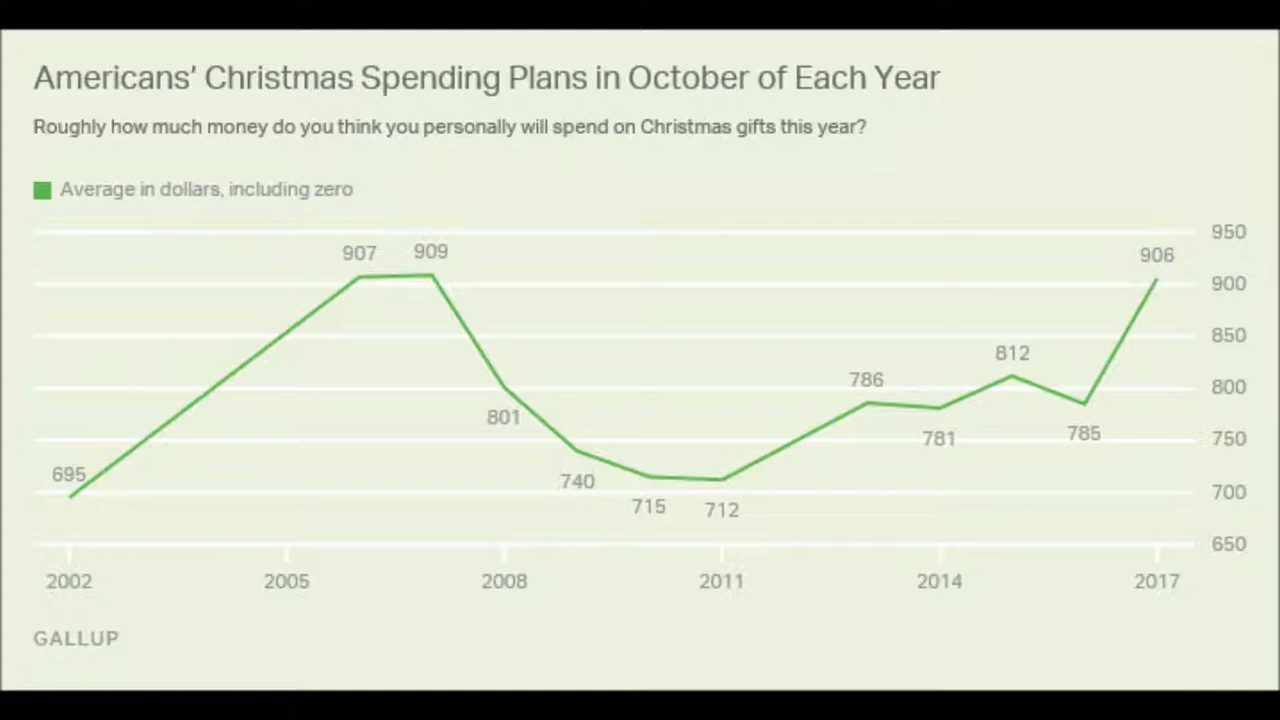 Americans' Christmas Spending Plans in October of Each Year
Roughly how much money do you think you personally will spend on Christmas gifts this year?
Average in dollars, including zero
950
907 909 906
900
850
812
786 800
801
781 785 750
695
740
715 712 700
650
2002 2005 2008 2011 2014 2017
GALLUP